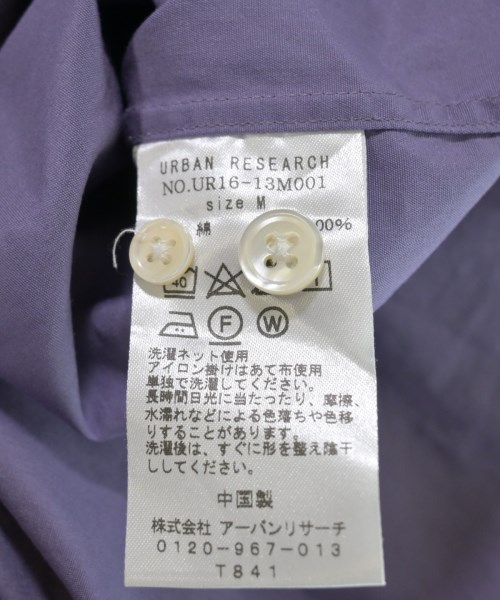 URBAN RESEARCH
NO.UR16-13M001
size M
綿 00%
40
F
W
洗濯ネット使用
アイロン掛けはあて布使用
単独で洗濯してください。
長時間日光に当たったり、摩擦、
水濡れなどによる色落ちや色移
りすることがあります。
洗濯後は、すぐに形を整え陰干
ししてください。
中国製
株式会社 アーバンリサーチ
0120-967-013
T841